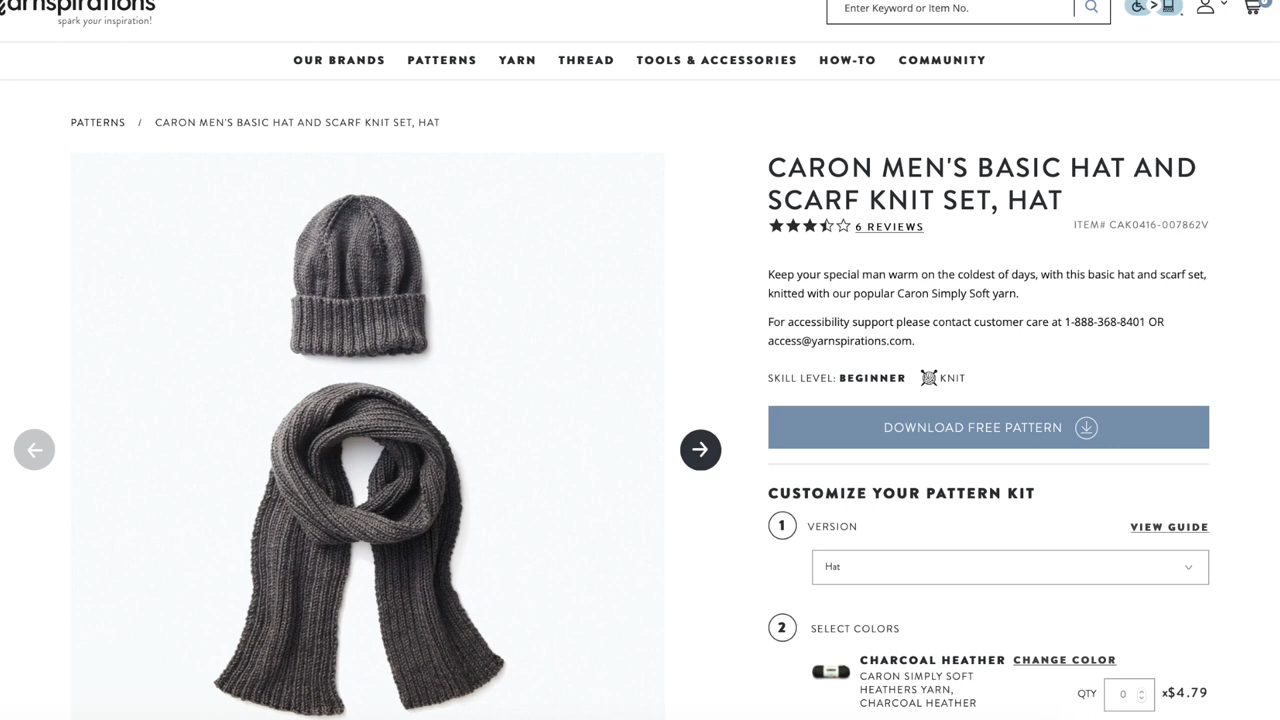 arnspirations
spark your inspiration!
Enter Keyword or Item No.
OUR BRANDS PATTERNS YARN THREAD TOOLS & ACCESSORIES HOW-TO COMMUNITY
PATTERNS / CARON MEN'S BASIC HAT AND SCARF KNIT SET, HAT
CARON MEN'S BASIC HAT AND
SCARF KNIT SET, HAT
6 REVIEWS
ITEM# CAK0416-007862V
Keep your special man warm on the coldest of days, with this basic hat and scarf set,
knitted with our popular Caron Simply Soft yarn.
For accessibility support please contact customer care at 1-888-368-8401 OR
access@yarnspirations.com.
SKILL LEVEL: BEGINNER KNIT
DOWNLOAD FREE PATTERN
CUSTOMIZE YOUR PATTERN KIT
1 VERSION VIEW GUIDE
Hat
2 SELECT COLORS
CHARCOAL HEATHER CHANGE COLOR
CARON SIMPLY SOFT
HEATHERS YARN,
CHARCOAL HEATHER
QTY 0 x$4.79